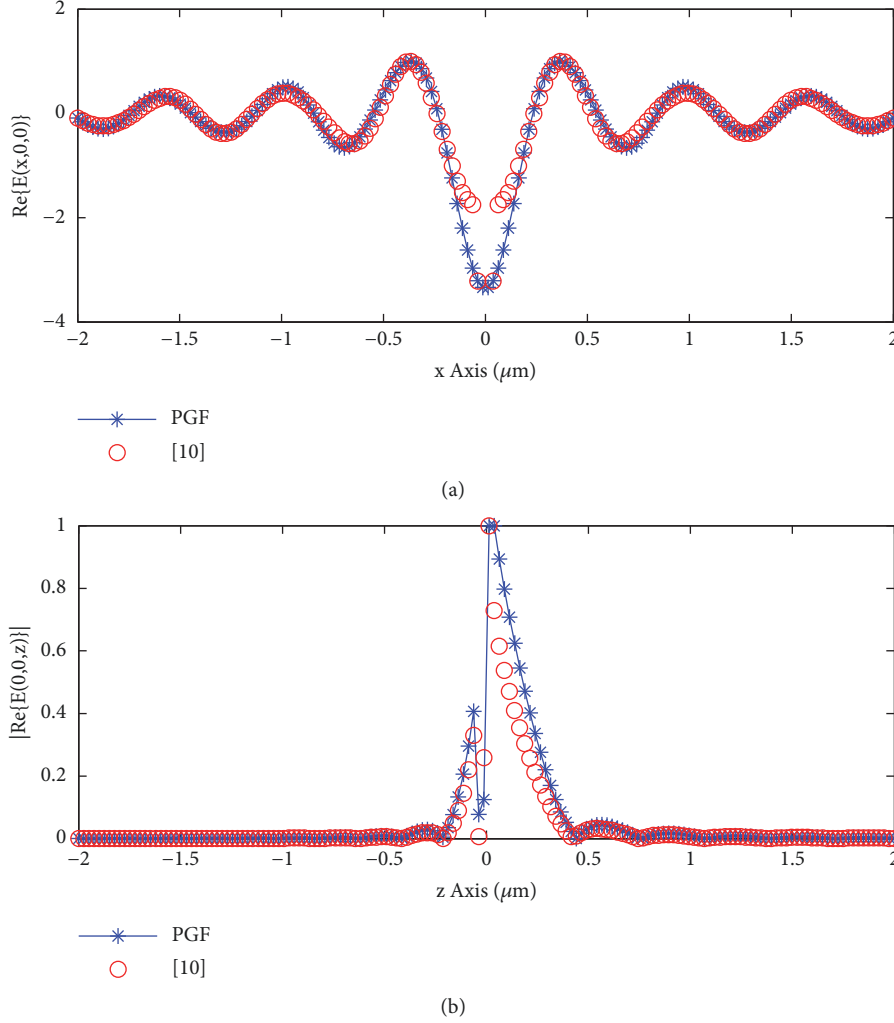 2
0
−2
−4
Re{E(x,0,0)}
−2 −1.5 −1 −0.5 0 0.5 1 1.5 2
x Axis (μm)
PGF
[10]
(a)
1
0.8
0.6
0.4
0.2
0
|Re{E(0,0,z)}|
−2 −1.5 −1 −0.5 0 0.5 1 1.5 2
z Axis (μm)
PGF
[10]
(b)